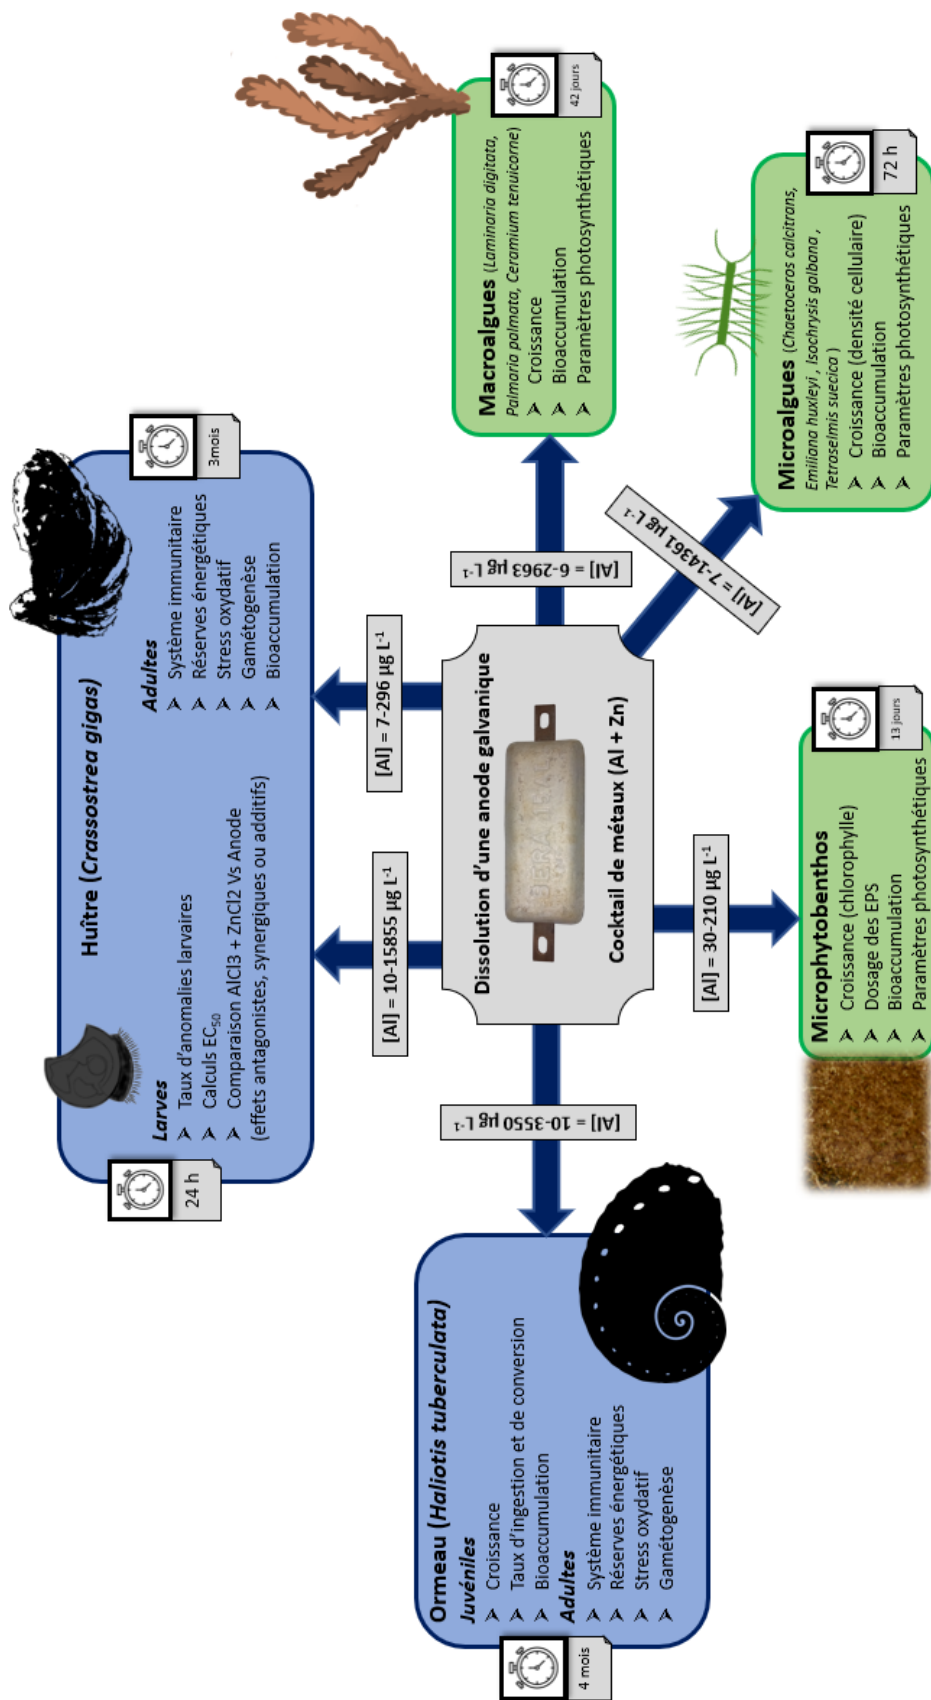 Huître (Crassostrea gigas)
24 h
Larves
➤ Taux d'anomalies larvaires
➤ Calculs EC50
➤ Comparaison AlCl3 + ZnCl2 Vs Anode
(effets antagonistes, synergiques ou additifs)
3mois
Adultes
➤ Système immunitaire
➤ Réserves énergétiques
➤ Stress oxydatif
➤ Gamétogenèse
➤ Bioaccumulation
[Al] = 10-15855 µg L-1
[Al] = 7-296 µg L-1
Ormeau (Haliotis tuberculata)
Juvéniles
➤ Croissance
➤ Taux d'ingestion et de conversion
➤ Bioaccumulation
Adultes
➤ Système immunitaire
➤ Réserves énergétiques
➤ Stress oxydatif
➤ Gamétogenèse
4 mois
[Al] = 10-3550 µg L-1
Dissolution d'une anode galvanique
Cocktail de métaux (Al + Zn)
[Al] = 6-2963 µg L-1
Macroalgues (Laminaria digitata,
Palmaria palmata, Ceramium tenuicorne)
➤ Croissance
➤ Bioaccumulation
➤ Paramètres photosynthétiques
42 jours
[Al] = 30-210 µg L-1
[Al] = 7-14361 µg L-1
Microphytobenthos
➤ Croissance (chlorophylle)
➤ Dosage des EPS
➤ Bioaccumulation
➤ Paramètres photosynthétiques
13 jours
Microalgues (Chaetoceros calcitrans,
Emiliana huxleyi , Isochrysis galbana ,
Tetraselmis suecica )
➤ Croissance (densité cellulaire)
➤ Bioaccumulation
➤ Paramètres photosynthétiques
72 h